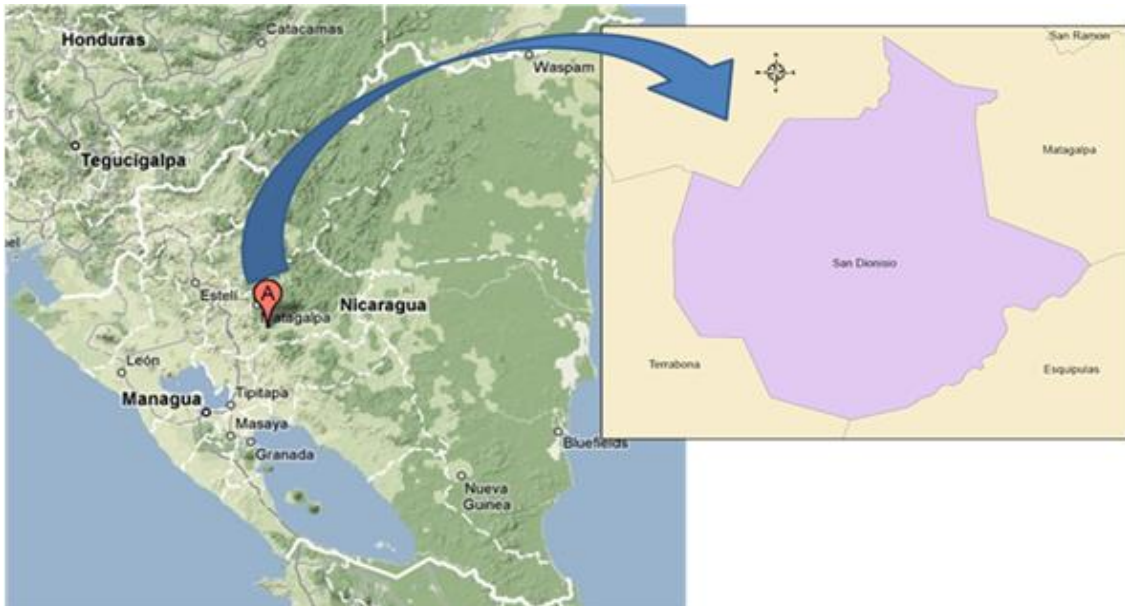 Honduras
Catacamas
Waspam
Tegucigalpa
Estelí
A
Matagalpa
Nicaragua
León
Managua
Tipitapa
Masaya
Granada
Bluefields
Nueva
Guinea
San Ramon
Matagalpa
San Dionisio
Terrabona
Esquipulas